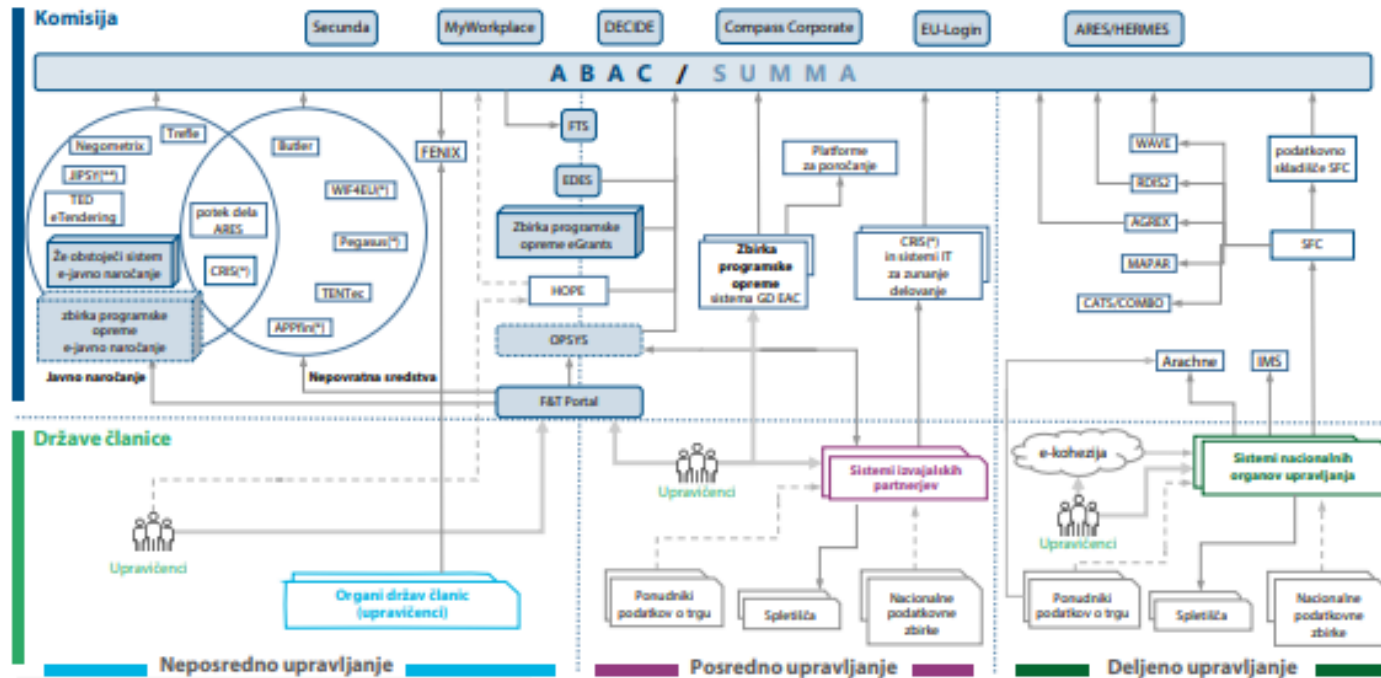 Komisija
Secunda
MyWorkplace
DECIDE
Compass Corporate
EU-Login
ARES/HERMES
ABAC / SUMMA
Negometrix
Trefle
JIPSY(**)
TED
eTendering
Že obstoječi sistem
e-javno naročanje
zbirka programske
opreme
e-javno naročanje
potek dela
ARES
CRIS(*)
Butler
WIF4EU(*)
Pegasus(*)
TENTec
APPfin(*)
Javno naročanje
Nepovratna sredstva
FENIX
FTS
EDES
Zbirka programske
opreme eGrants
HOPE
OPSYS
F&T Portal
Zbirka
programske
opreme
sistema GD EAC
Platforme
za poročanje
CRIS(*)
in sistemi IT
za zunanje
delovanje
WAVE
RDIS2
AGREX
MAPAR
CATS/COMBO
podatkovno
skladišče SFC
SFC
Arachne
IMS
Države članice
Upravičenci
Organi držav članic
(upravičenci)
Upravičenci
Sistemi izvajalskih
partnerjev
Ponudniki
podatkov o trgu
Spletišča
Nacionalne
podatkovne
zbirke
e-kohezija
Upravičenci
Sistemi nacionalnih
organov upravljanja
Ponudniki
podatkov o trgu
Spletišča
Nacionalne
podatkovne
zbirke
Neposredno upravljanje
Posredno upravljanje
Deljeno upravljanje